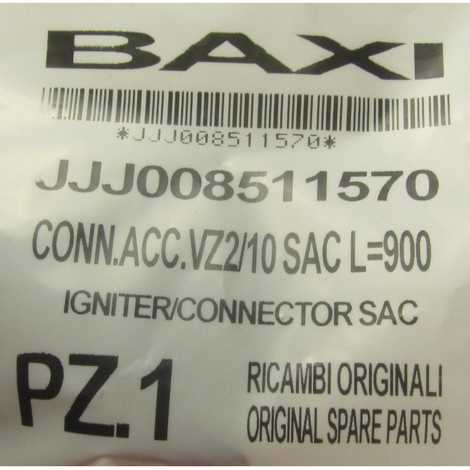 BAXI
*JJJ008511570*
JJJ008511570
CONN.ACC.VZ2/10 SAC L=900
IGNITER/CONNECTOR SAC
PZ.1
RICAMBI ORIGINALI
ORIGINAL SPARE PARTS